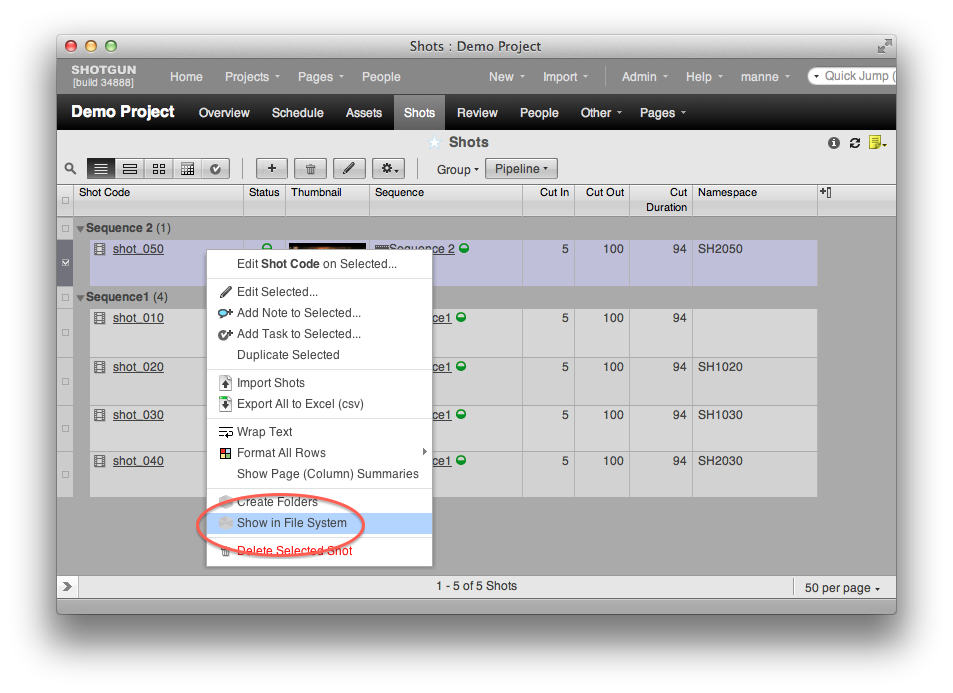 Shots : Demo Project
SHOTGUN
[build 34888]
Home Projects Pages People New Import Admin Help manne Quick Jump (
Demo Project Overview Schedule Assets Shots Review People Other Pages
Shots
Group Pipeline
Shot Code Status Thumbnail Sequence Cut In Cut Out Cut Duration Namespace
Sequence 2 (1)
shot_050 Sequence 2 5 100 94 SH2050
Sequence1 (4)
shot_010 ce1 5 100 94
shot_020 ce1 5 100 94 SH1020
shot_030 ce1 5 100 94 SH1030
shot_040 ce1 5 100 94 SH2030
Edit Shot Code on Selected...
Edit Selected...
Add Note to Selected...
Add Task to Selected...
Duplicate Selected
Import Shots
Export All to Excel (csv)
Wrap Text
Format All Rows
Show Page (Column) Summaries
Create Folders
Show in File System
Delete Selected Shot
1 - 5 of 5 Shots
50 per page